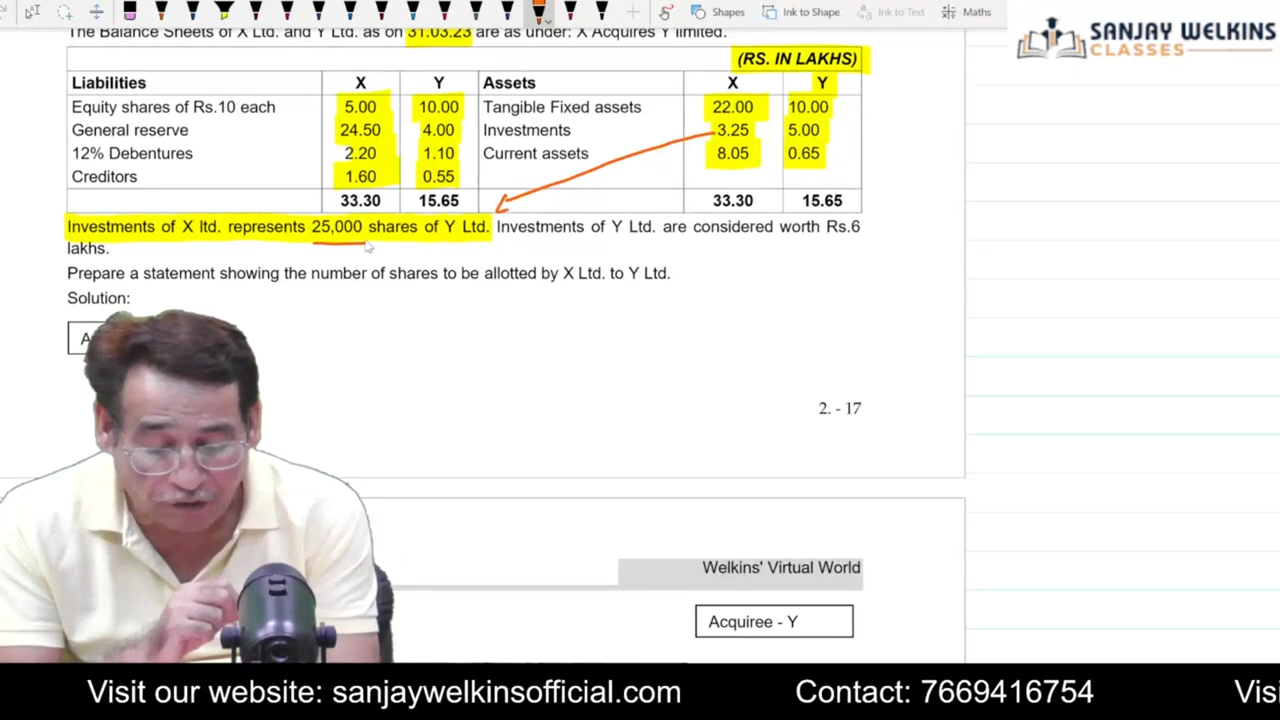 Shapes Ink to Shape Ink to Text Maths
SANJAY WELKINS
CLASSES
The Balance Sheets of X Ltd. and Y Ltd. as on 31.03.23 are as under: X Acquires Y limited.
(RS. IN LAKHS)
Liabilities X Y Assets X Y
Equity shares of Rs.10 each 5.00 10.00 Tangible Fixed assets 22.00 10.00
General reserve 24.50 4.00 Investments 3.25 5.00
12% Debentures 2.20 1.10 Current assets 8.05 0.65
Creditors 1.60 0.55
33.30 15.65 33.30 15.65
Investments of X ltd. represents 25,000 shares of Y Ltd. Investments of Y Ltd. are considered worth Rs.6
lakhs.
Prepare a statement showing the number of shares to be allotted by X Ltd. to Y Ltd.
Solution:
2. - 17
Welkins' Virtual World
Acquiree - Y
Visit our website: sanjaywelkinsofficial.com Contact: 7669416754